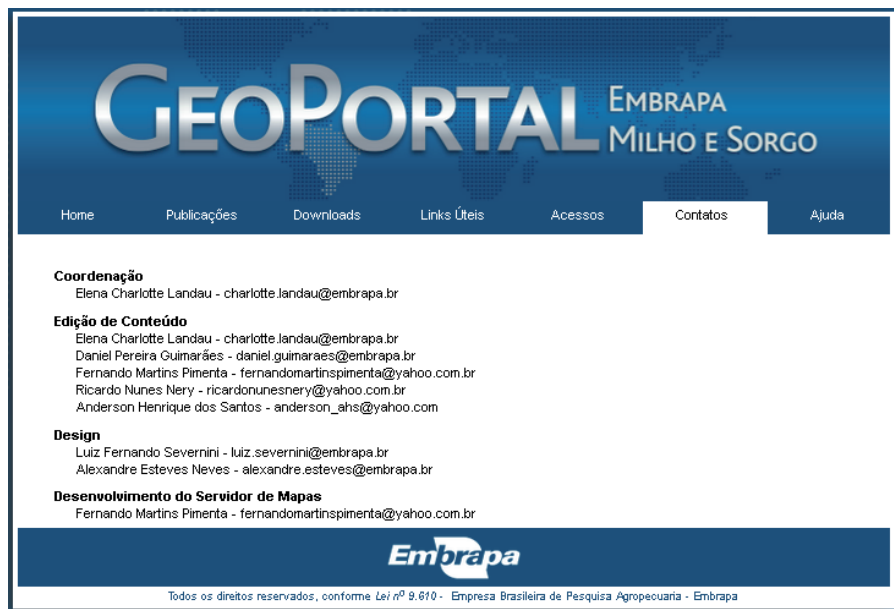 GEOPORTAL EMBRAPA
MILHO E SORGO
Home Publicações Downloads Links Úteis Acessos Contatos Ajuda
Coordenação
Elena Charlotte Landau - charlotte.landau@embrapa.br
Edição de Conteúdo
Elena Charlotte Landau - charlotte.landau@embrapa.br
Daniel Pereira Guimarães - daniel.guimaraes@embrapa.br
Fernando Martins Pimenta - fernandomartinspimenta@yahoo.com.br
Ricardo Nunes Nery - ricardonunesnery@yahoo.com.br
Anderson Henrique dos Santos - anderson_ahs@yahoo.com
Design
Luiz Fernando Severnini - luiz.severnini@embrapa.br
Alexandre Esteves Neves - alexandre.esteves@embrapa.br
Desenvolvimento do Servidor de Mapas
Fernando Martins Pimenta - fernandomartinspimenta@yahoo.com.br
Embrapa
Todos os direitos reservados, conforme Lei nº 9.610 - Empresa Brasileira de Pesquisa Agropecuaria - Embrapa